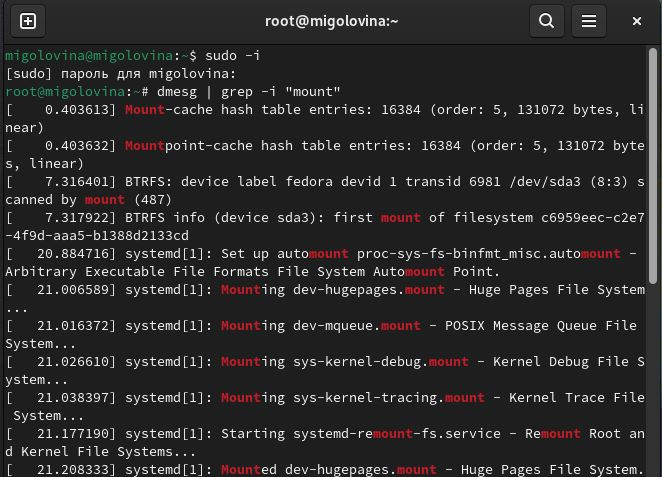 root@migolovina:~
migolovina@migolovina:~$ sudo -i
[sudo] пароль для migolovina:
root@migolovina:~# dmesg | grep -i "mount"
[    0.403613] Mount-cache hash table entries: 16384 (order: 5, 131072 bytes, li
near)
[    0.403632] Mountpoint-cache hash table entries: 16384 (order: 5, 131072 byte
s, linear)
[    7.316401] BTRFS: device label fedora devid 1 transid 6981 /dev/sda3 (8:3) s
canned by mount (487)
[    7.317922] BTRFS info (device sda3): first mount of filesystem c6959eec-c2e7
-4f9d-aaa5-b1388d2133cd
[   20.884716] systemd[1]: Set up automount proc-sys-fs-binfmt_misc.automount -
Arbitrary Executable File Formats File System Automount Point.
[   21.006589] systemd[1]: Mounting dev-hugepages.mount - Huge Pages File System
...
[   21.016372] systemd[1]: Mounting dev-mqueue.mount - POSIX Message Queue File
System...
[   21.026610] systemd[1]: Mounting sys-kernel-debug.mount - Kernel Debug File S
ystem...
[   21.038397] systemd[1]: Mounting sys-kernel-tracing.mount - Kernel Trace File
 System...
[   21.177190] systemd[1]: Starting systemd-remount-fs.service - Remount Root an
d Kernel File Systems...
[   21.208333] systemd[1]: Mounted dev-hugepages.mount - Huge Pages File System.